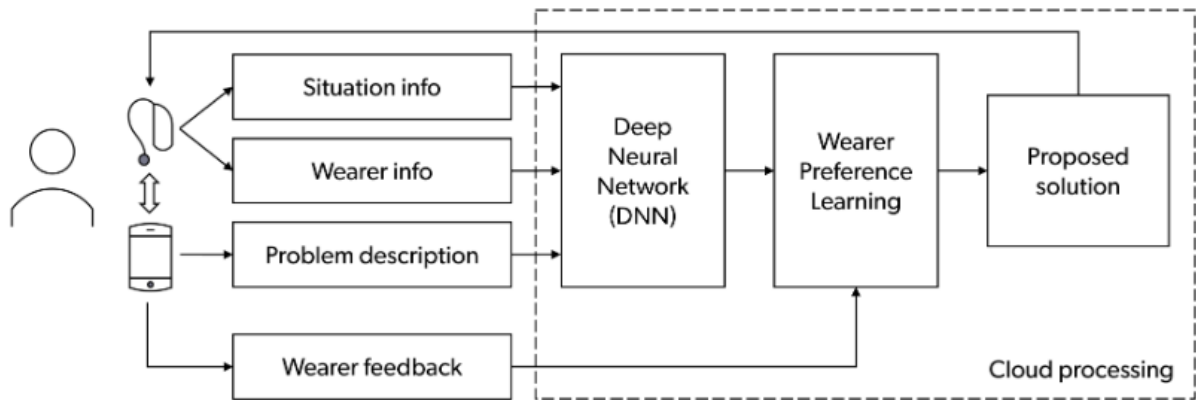 Situation info
Wearer info
Problem description
Wearer feedback
Deep
Neural
Network
(DNN)
Wearer
Preference
Learning
Proposed
solution
Cloud processing